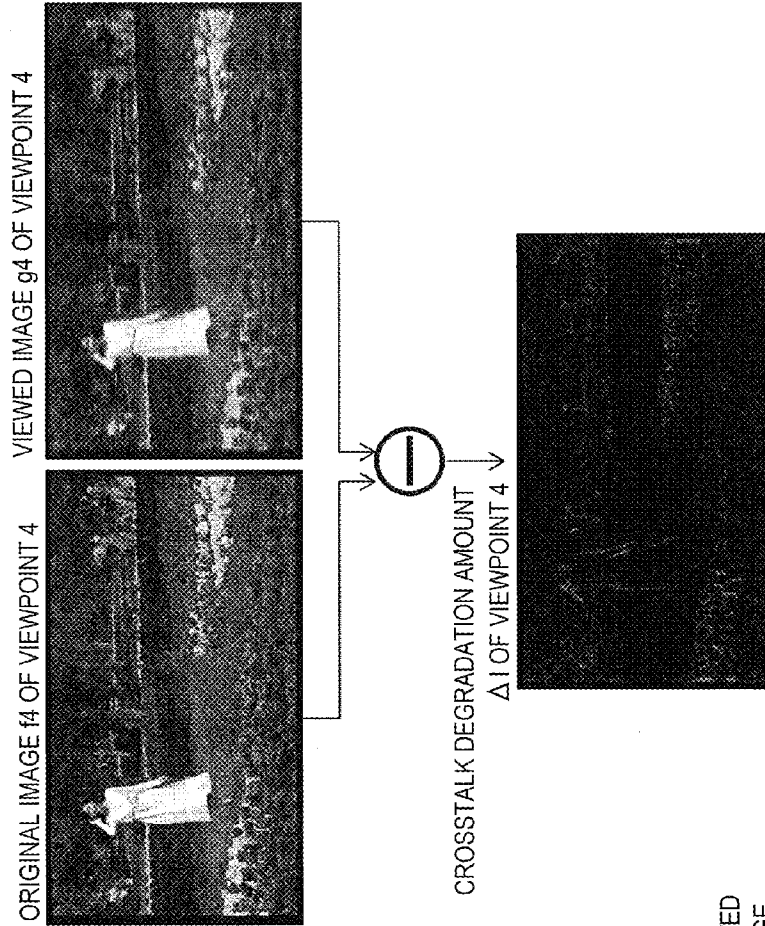 ORIGINAL IMAGE f4 OF VIEWPOINT 4
VIEWED IMAGE g4 OF VIEWPOINT 4
CROSSTALK DEGRADATION AMOUNT
ΔI OF VIEWPOINT 4